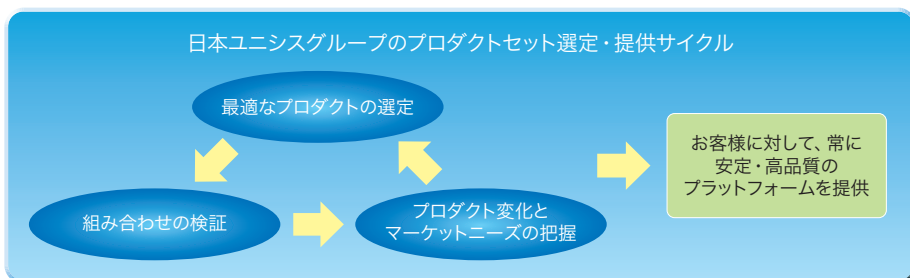 日本ユニシスグループのプロダクトセット選定・提供サイクル
最適なプロダクトの選定
組み合わせの検証
プロダクト変化と
マーケットニーズの把握
お客様に対して、常に
安定・高品質の
プラットフォームを提供